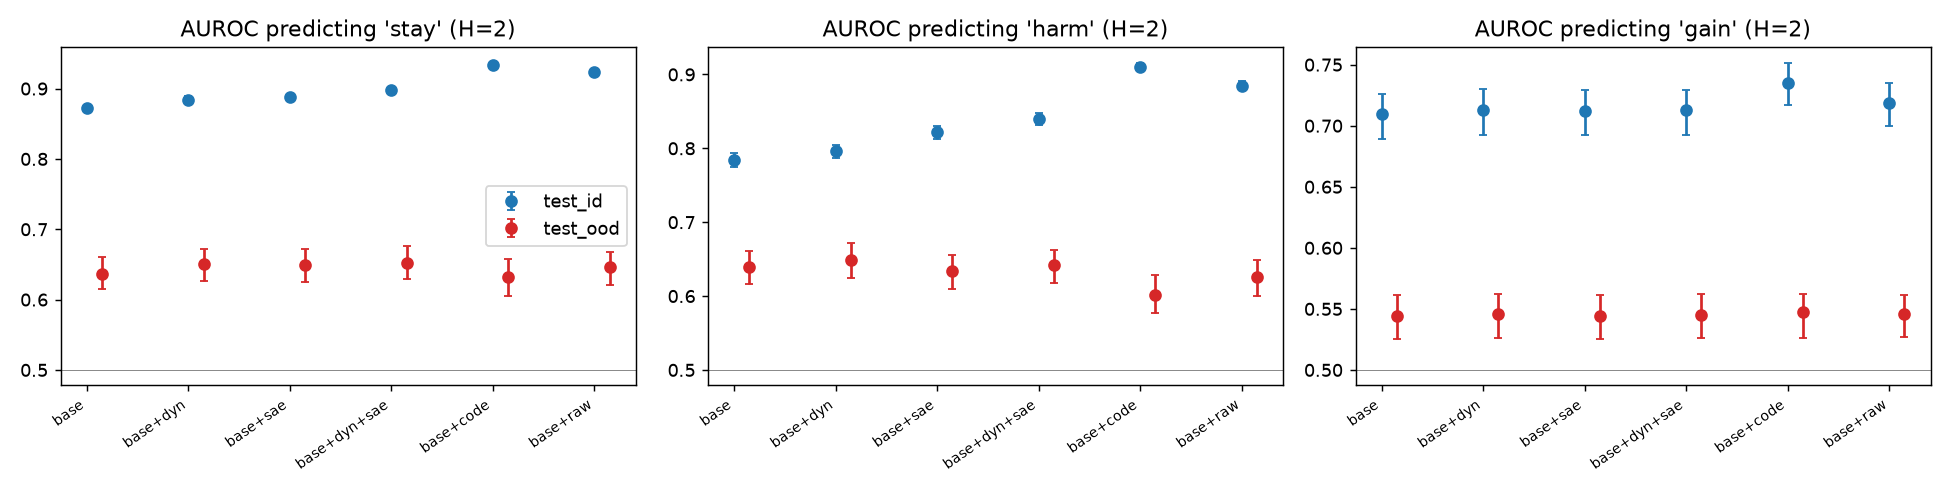 AUROC predicting 'stay' (H=2)
0.9
0.8
0.7
0.6
0.5
test_id
test_ood
base
base+dyn
base+sae
base+dyn+sae
base+code
base+raw
AUROC predicting 'harm' (H=2)
0.9
0.8
0.7
0.6
0.5
base
base+dyn
base+sae
base+dyn+sae
base+code
base+raw
AUROC predicting 'gain' (H=2)
0.75
0.70
0.65
0.60
0.55
0.50
base
base+dyn
base+sae
base+dyn+sae
base+code
base+raw